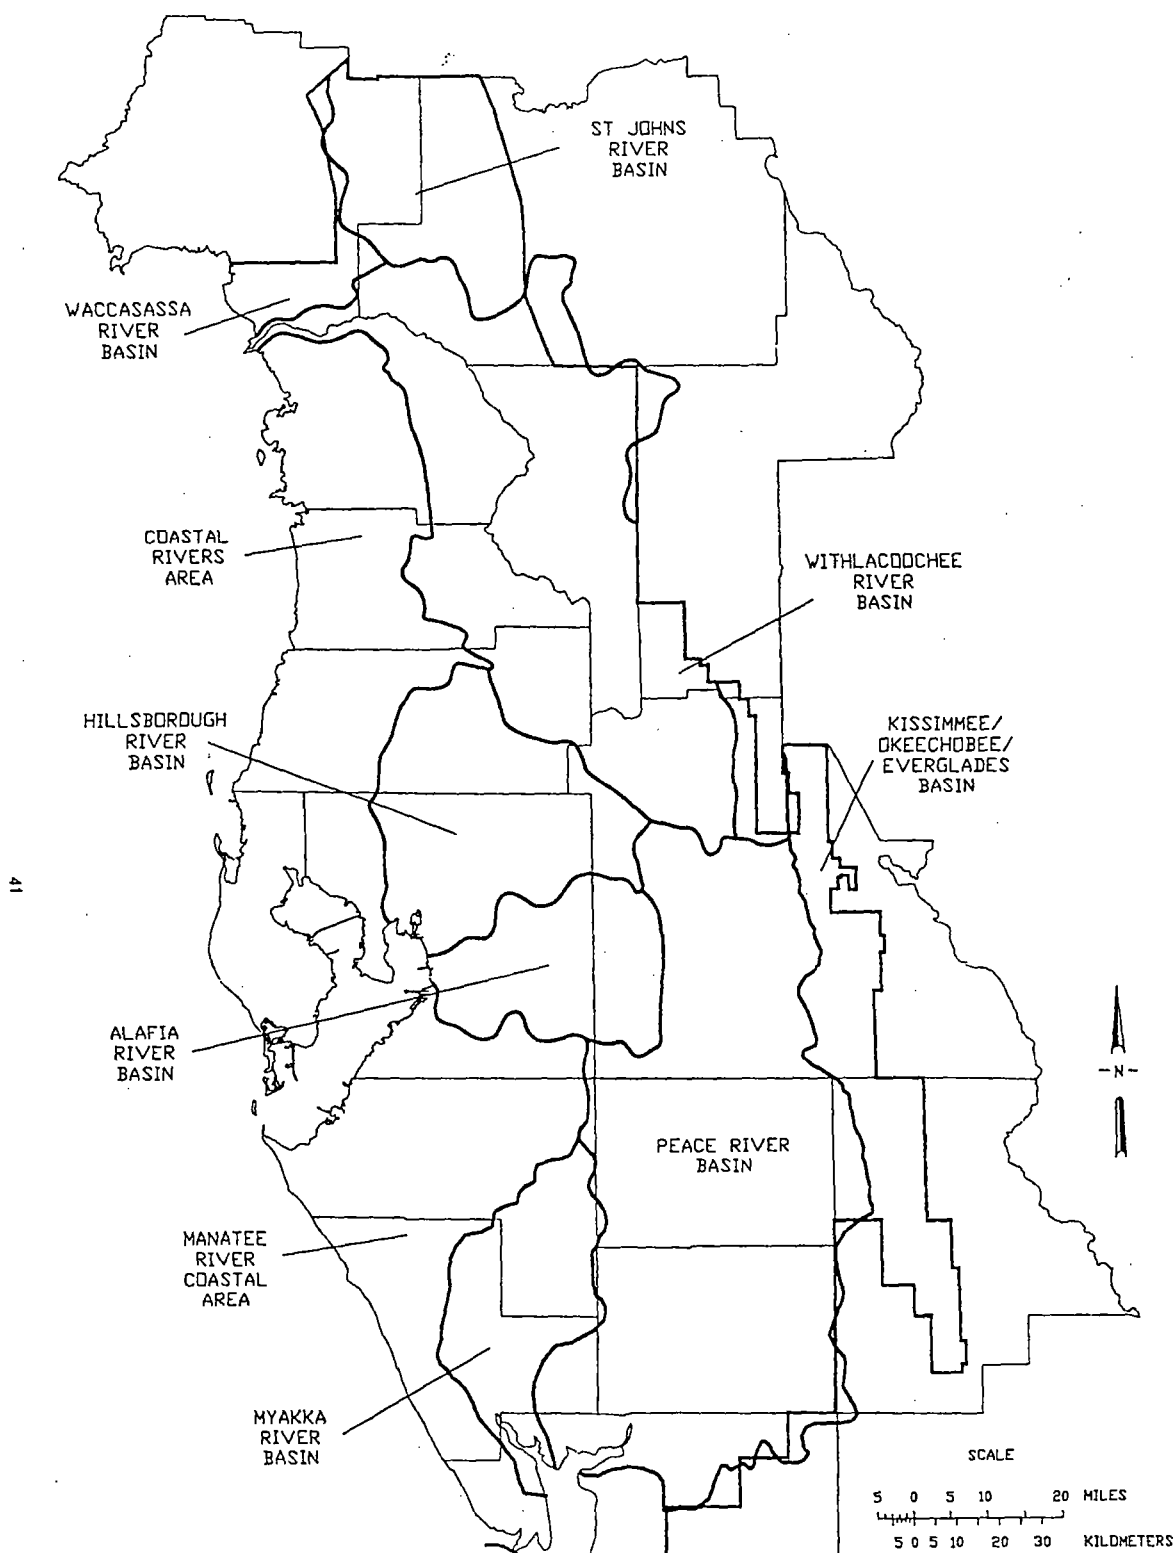 ST JOHNS
RIVER
BASIN
WACCASASSA
RIVER
BASIN
COASTAL
RIVERS
AREA
WITHLACOOCHEE
RIVER
BASIN
HILLSBOROUGH
RIVER
BASIN
KISSIMMEE/
OKEECHOBEE/
EVERGLADES
BASIN
41
ALAFIA
RIVER
BASIN
-N-
PEACE RIVER
BASIN
MANATEE
RIVER
COASTAL
AREA
MYAKKA
RIVER
BASIN
SCALE
5 0 5 10 20 MILES
5 0 5 10 20 30 KILOMETERS